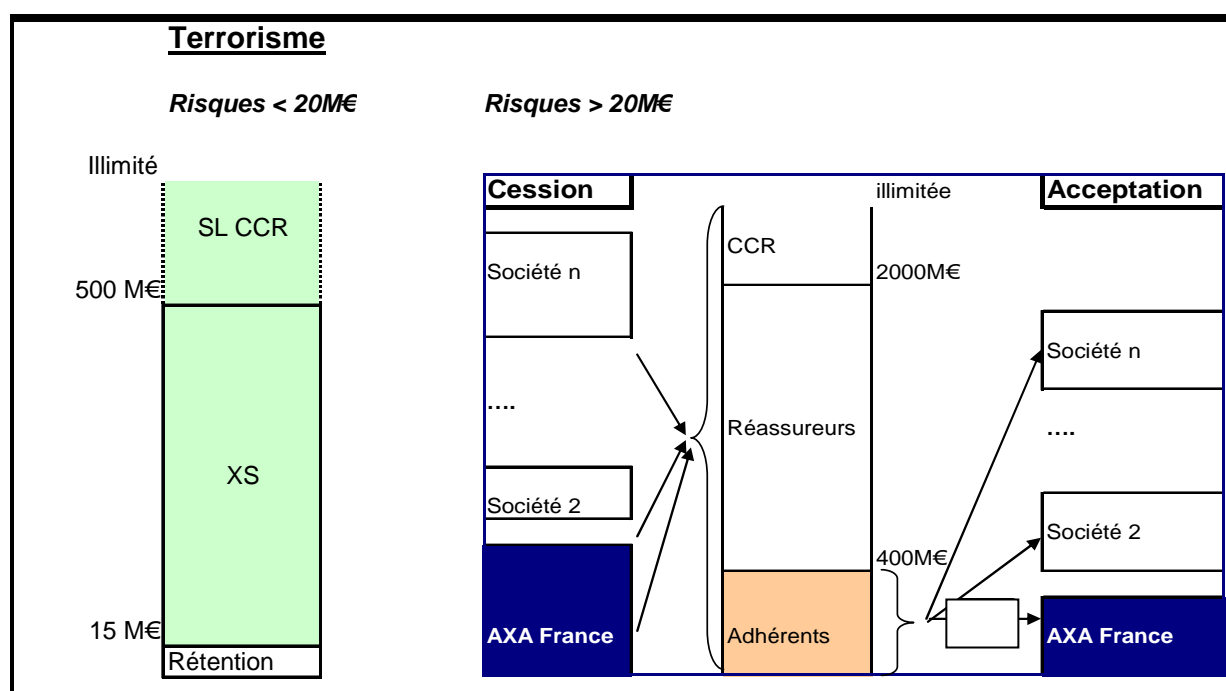 Terrorisme
Risques < 20M€
Risques > 20M€
Illimité
SL CCR
500 M€
XS
15 M€
Rétention
Cession
Société n
....
Société 2
AXA France
illimitée
CCR
2000M€
Réassureurs
400M€
Adhérents
Acceptation
Société n
....
Société 2
AXA France